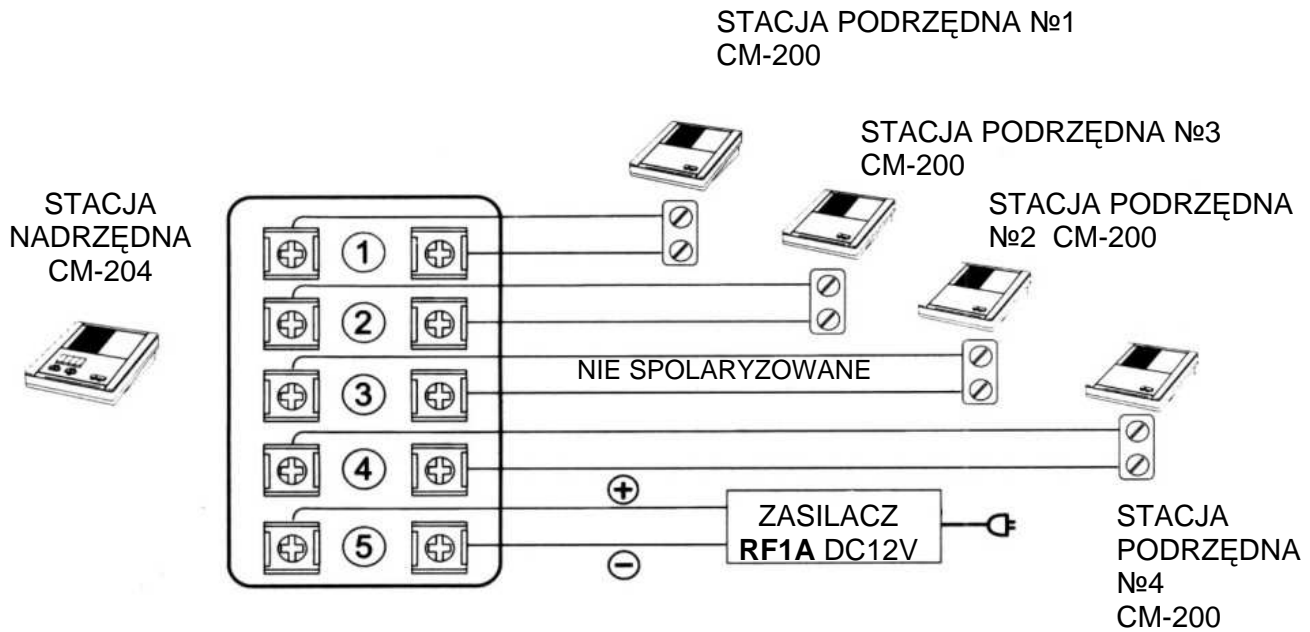 STACJA PODRZĘDNA №1
CM-200
STACJA PODRZĘDNA №3
CM-200
STACJA PODRZĘDNA
№2 CM-200
STACJA
NADRZĘDNA
CM-204
1
2
NIE SPOLARYZOWANE
3
4
+
ZASILACZ
RF1A DC12V
5
−
STACJA
PODRZĘDNA
№4
CM-200